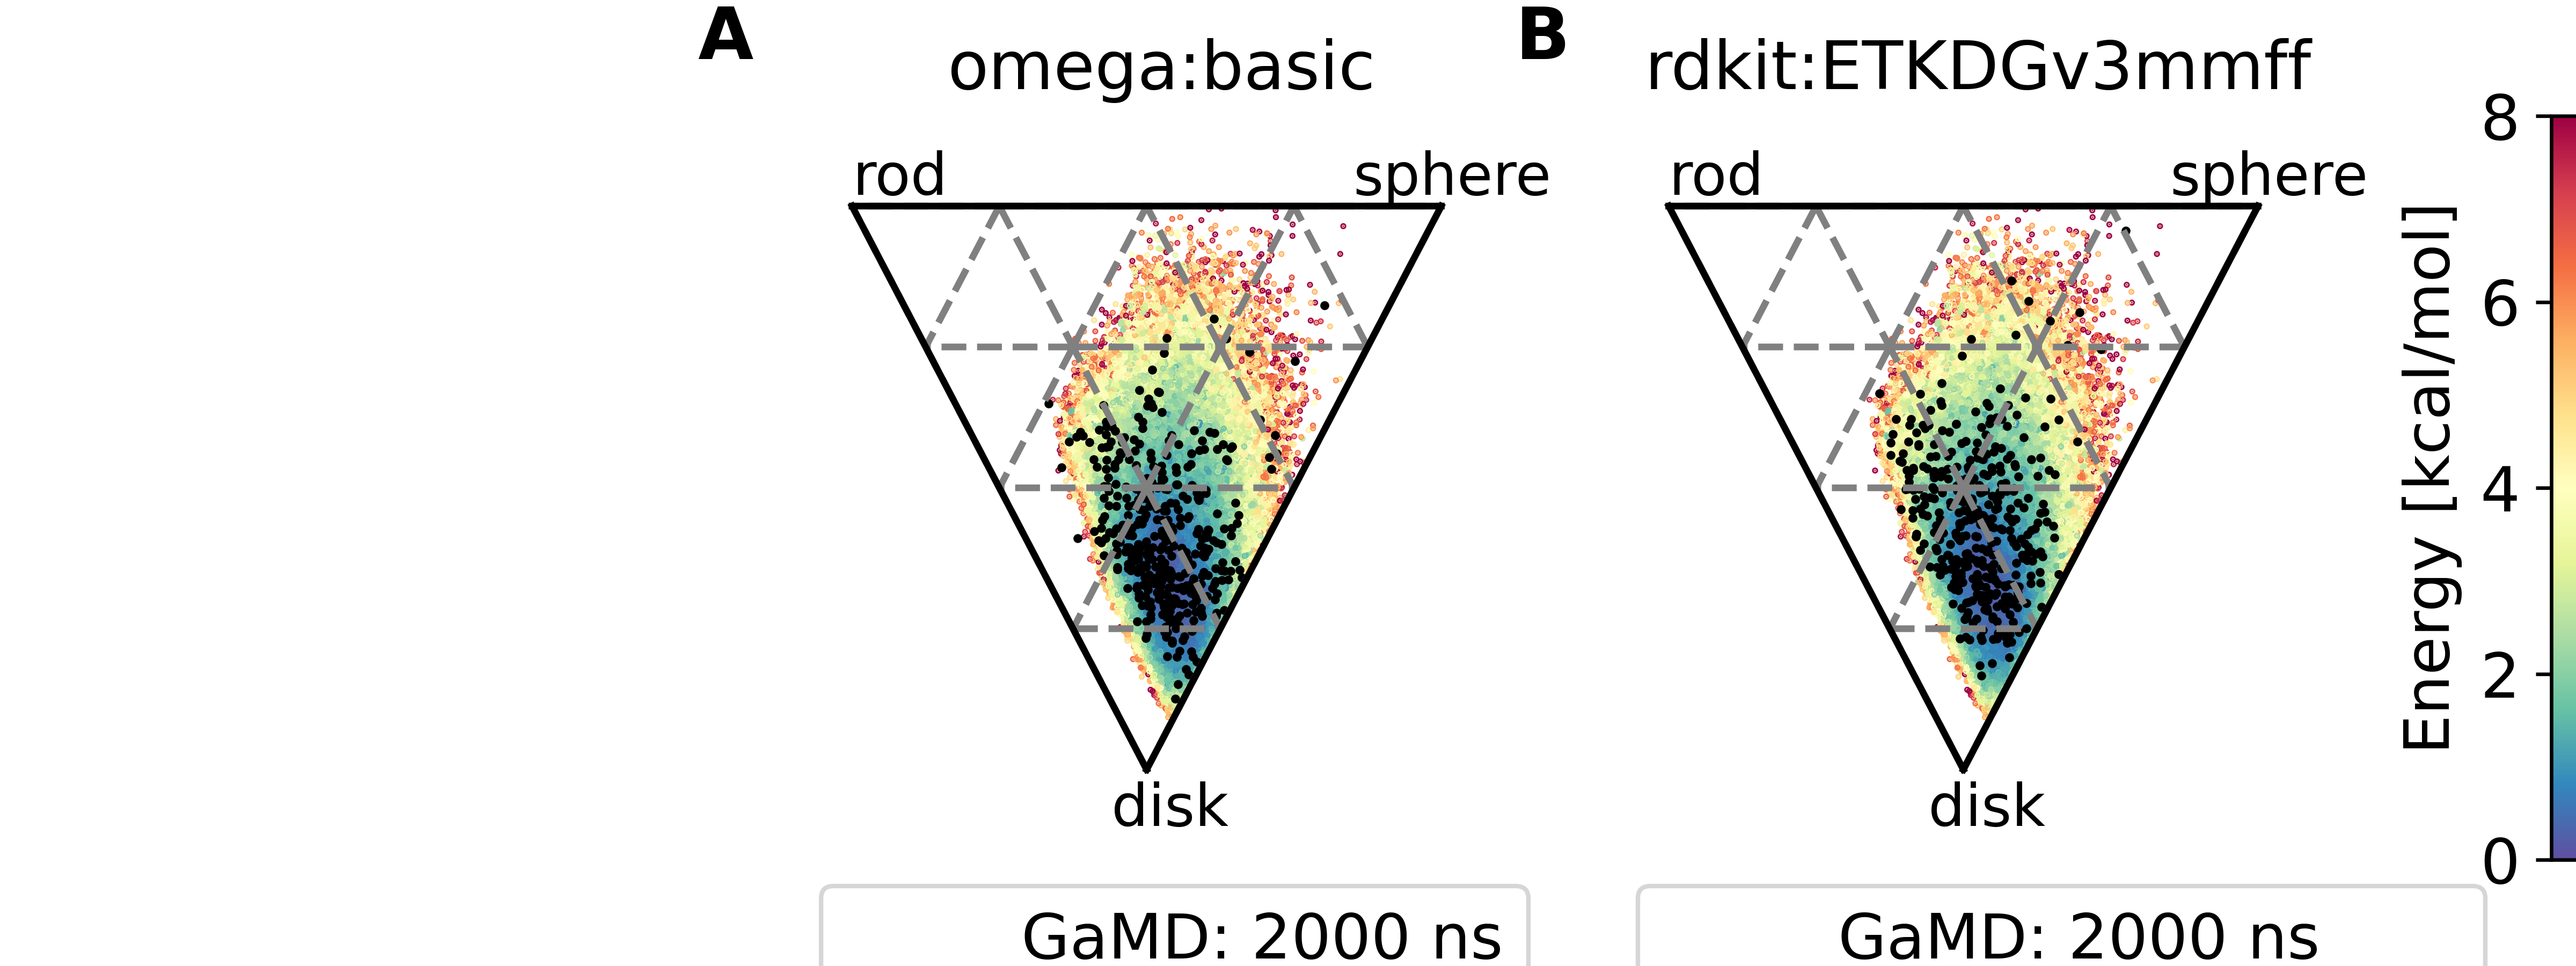 A
omega:basic
rod
sphere
disk
GaMD: 2000 ns
B
rdkit:ETKDGv3mmff
rod
sphere
disk
GaMD: 2000 ns
Energy [kcal/mol]
8
6
4
2
0